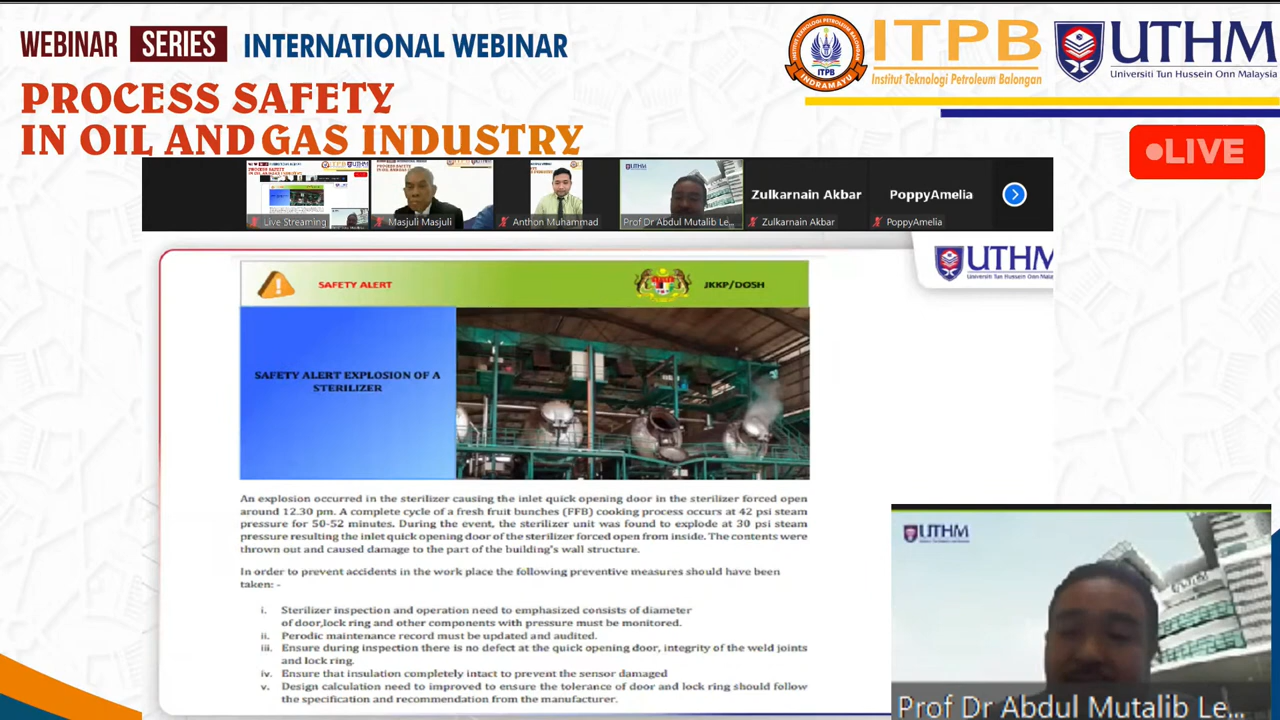 WEBINAR SERIES INTERNATIONAL WEBINAR
PROCESS SAFETY
IN OIL AND GAS INDUSTRY
INSTITUT TEKNOLOGI PETROLEUM BALONGAN
ITPB
INDRAMAYU
ITPB
Institut Teknologi Petroleum Balongan
UTHM
Universiti Tun Hussein Onn Malaysia
LIVE
Live Streaming
Masjuli Masjuli
Anthon Muhammad
UTHM
Prof Dr Abdul Mutalib Le...
Zulkarnain Akbar
Zulkarnain Akbar
PoppyAmelia
PoppyAmelia
UTHM
Universiti Tun Hussein Onn Mala
SAFETY ALERT
JKKP/DOSH
SAFETY ALERT EXPLOSION OF A
STERILIZER
An explosion occurred in the sterilizer causing the inlet quick opening door in the sterilizer forced open
around 12.30 pm. A complete cycle of a fresh fruit bunches (FFB) cooking process occurs at 42 psi steam
pressure for 50-52 minutes. During the event, the sterilizer unit was found to explode at 30 psi steam
pressure resulting the inlet quick opening door of the sterilizer forced open from inside. The contents were
thrown out and caused damage to the part of the building's wall structure.
In order to prevent accidents in the work place the following preventive measures should have been
taken: -
i. Sterilizer inspection and operation need to emphasized consists of diameter
of door,lock ring and other components with pressure must be monitored.
ii. Perodic maintenance record must be updated and audited.
iii. Ensure during inspection there is no defect at the quick opening door, integrity of the weld joints
and lock ring.
iv. Ensure that insulation completely intact to prevent the sensor damaged
v. Design calculation need to improved to ensure the tolerance of door and lock ring should follow
the specification and recommendation from the manufacturer.
UTHM
Prof Dr Abdul Mutalib Le...